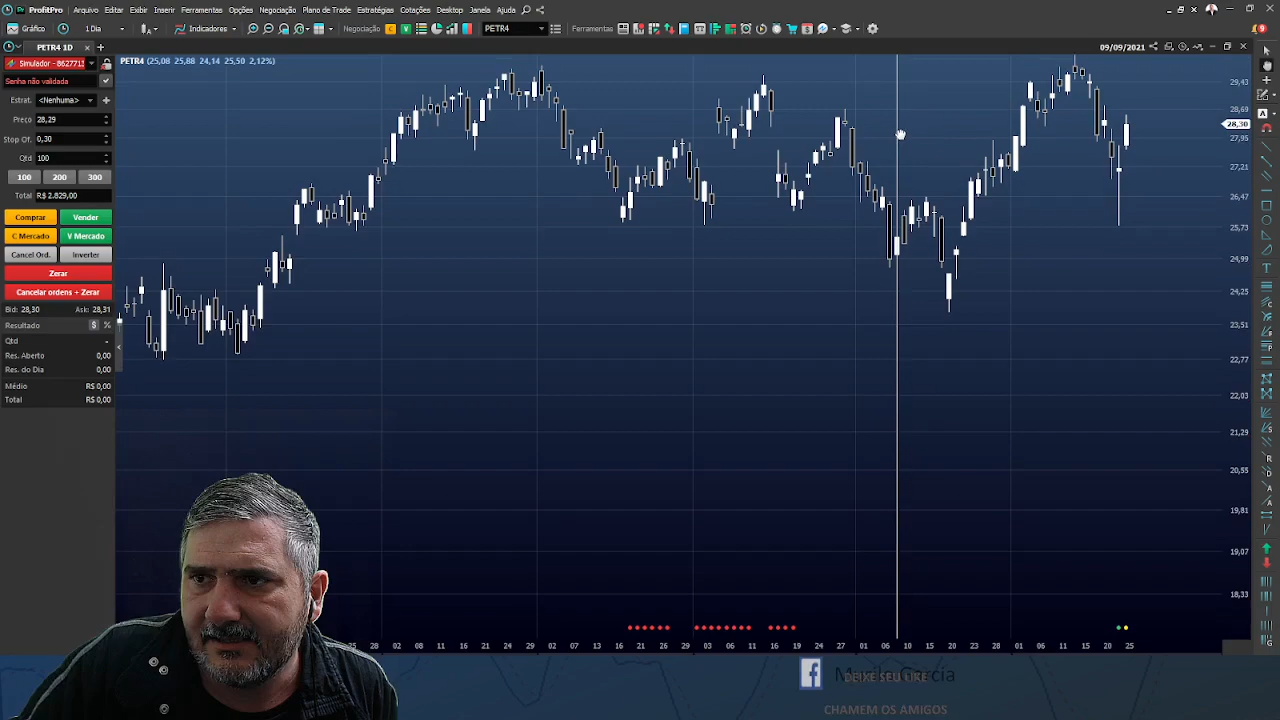 ProfitPro Arquivo Editar Exibir Inserir Ferramentas Opções Negociação Plano de Trade Estratégias Cotações Desktop Janela Ajuda
Gráfico 1Dia Indicadores Negociação C V PETR4 Ferramentas 9
PETR4 1D 09/09/2021
Simulador - 8627713
Senha não validada
Estrat. <Nenhuma>
Preço 28,29
Stop Of. 0,30
Qtd 100
100 200 300
Total R$ 2.829,00
Comprar Vender
C Mercado V Mercado
Cancel Ord. Inverter
Zerar
Cancelar ordens + Zerar
Bid: 28,30 Ask: 28,31
Resultado $ %
Qtd -
Res. Aberto 0,00
Res. do Dia 0,00
Médio R$ 0,00
Total R$ 0,00
PETR4 (25,08 25,88 24,14 25,50 2,12%)
29,43
28,69
28,30
27,95
27,21
26,47
25,73
24,99
24,25
23,51
22,77
22,03
21,29
20,55
19,81
19,07
18,33
28 02 08 11 16 21 24 29 02 07 13 16 21 24 29 03 06 11 16 19 24 27 01 06 10 15 20 23 28 01 06 10 15 20 25
DEIXE SEU LIKE
CHAMEM OS AMIGOS